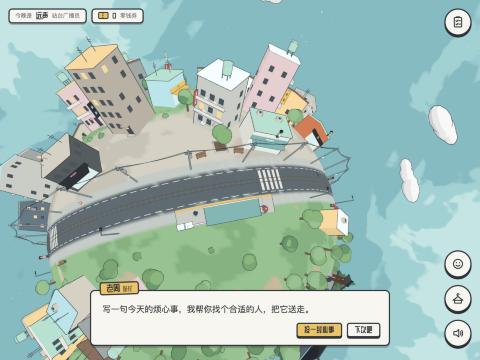 今晚是 远声 站台广播员
0 零钱券
老周
写一句今天的烦心事，我帮你找个合适的人，把它送走。
投一封心事
下次吧